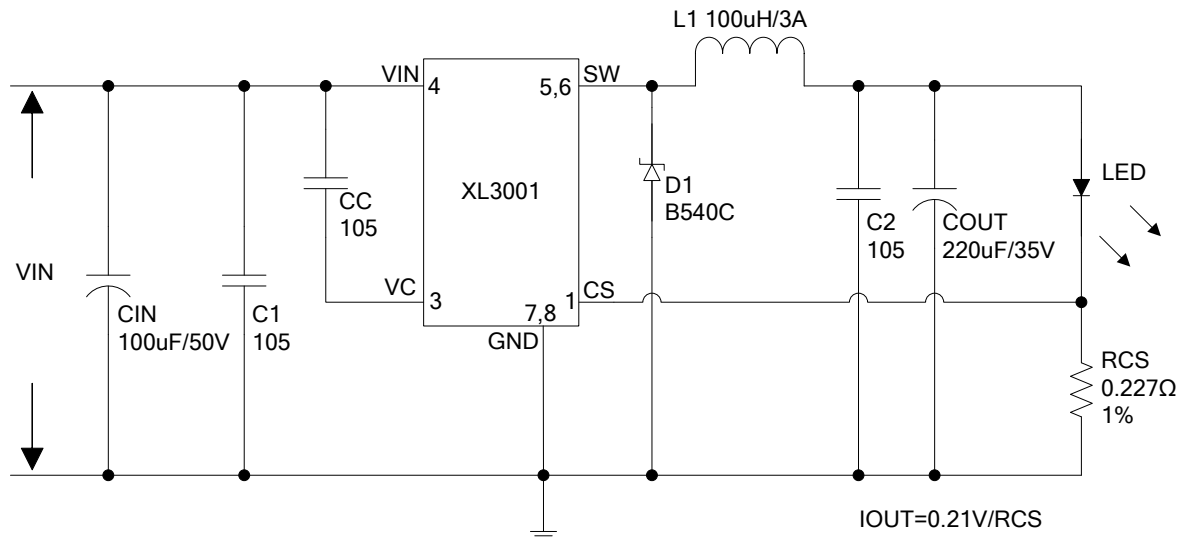 L1 100uH/3A
VIN
4
5,6
SW
XL3001
CC
105
D1
B540C
C2
105
COUT
220uF/35V
LED
VIN
VC
3
7,8
1
CS
GND
CIN
100uF/50V
C1
105
RCS
0.227Ω
1%
IOUT=0.21V/RCS